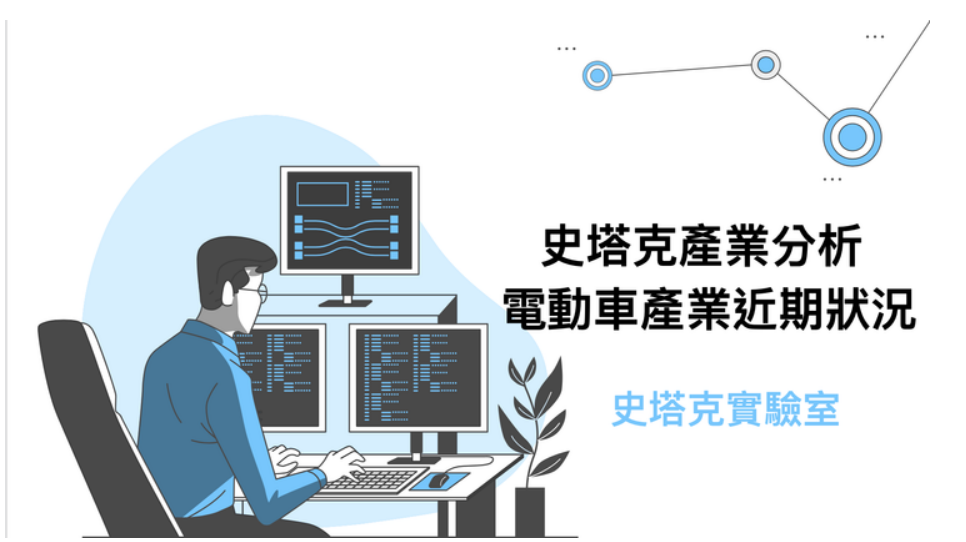 史塔克產業分析
電動車產業近期狀況
史塔克實驗室